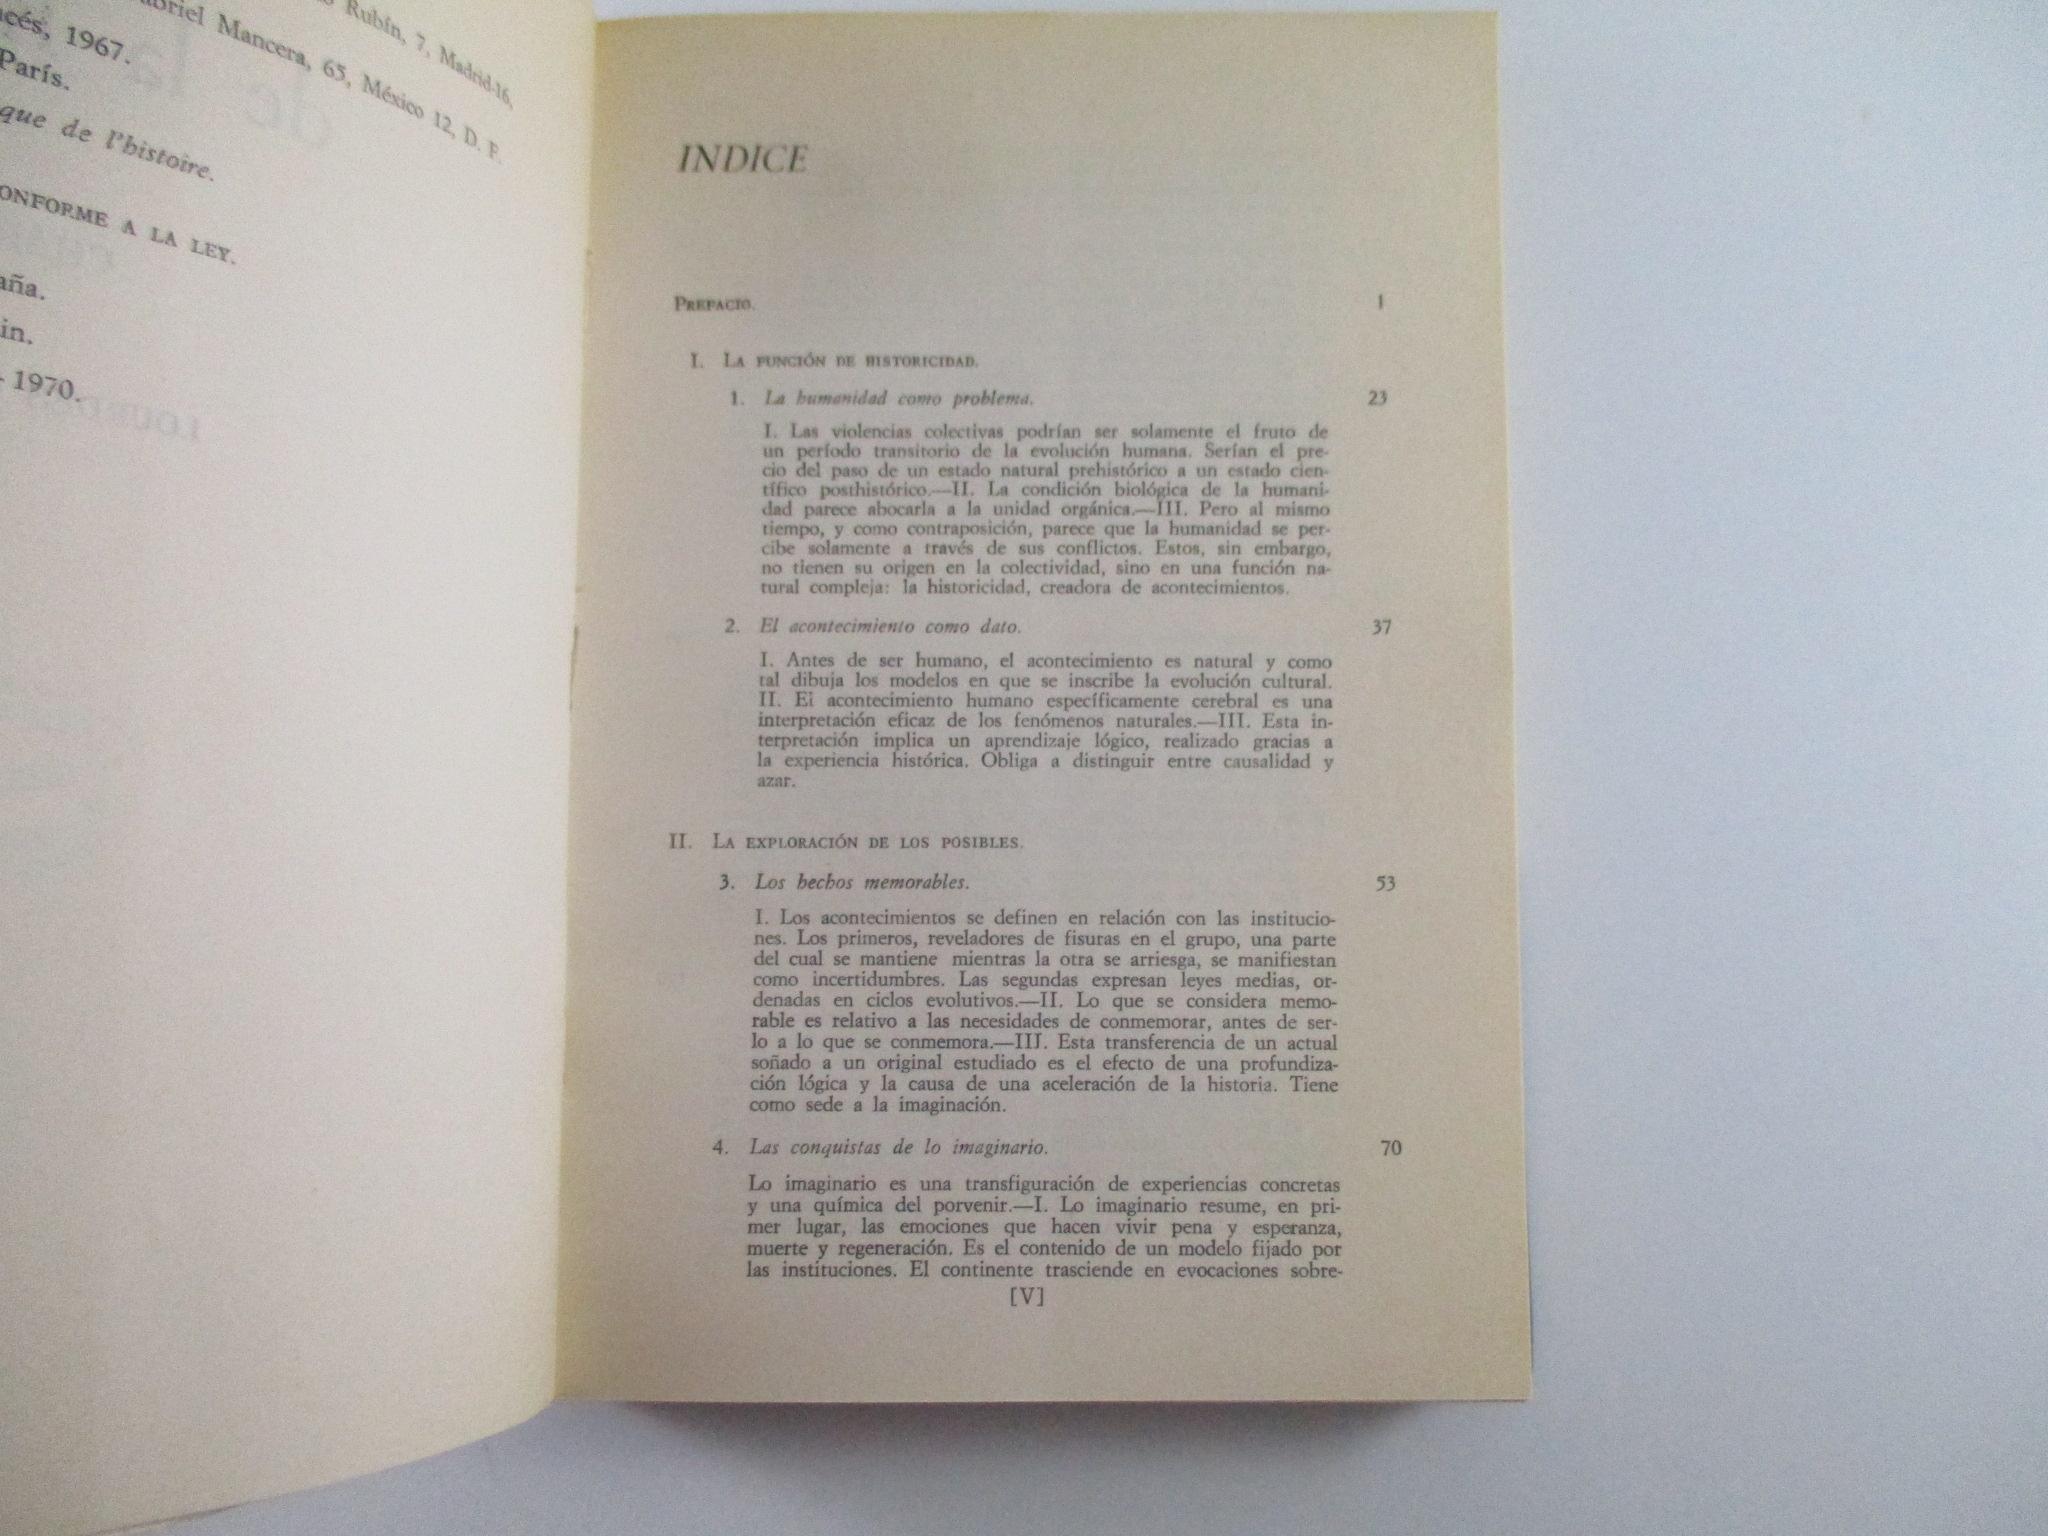 Rubín, 7, Madrid-16.
Mancera, 65, México 12, D. F.
1967.
París.
que de l'histoire.
CONFORME A LA LEY.
1970.
INDICE
PREFACIO. 1
I. LA FUNCIÓN DE HISTORICIDAD.
1. La humanidad como problema. 23
I. Las violencias colectivas podrían ser solamente el fruto de
un período transitorio de la evolución humana. Serían el pre-
cio del paso de un estado natural prehistórico a un estado cien-
tífico posthistórico.—II. La condición biológica de la humani-
dad parece abocarla a la unidad orgánica.—III. Pero al mismo
tiempo, y como contraposición, parece que la humanidad se per-
cibe solamente a través de sus conflictos. Estos, sin embargo,
no tienen su origen en la colectividad, sino en una función na-
tural compleja: la historicidad, creadora de acontecimientos.
2. El acontecimiento como dato. 37
I. Antes de ser humano, el acontecimiento es natural y como
tal dibuja los modelos en que se inscribe la evolución cultural.
II. El acontecimiento humano específicamente cerebral es una
interpretación eficaz de los fenómenos naturales.—III. Esta in-
terpretación implica un aprendizaje lógico, realizado gracias a
la experiencia histórica. Obliga a distinguir entre causalidad y
azar.
II. LA EXPLORACIÓN DE LOS POSIBLES.
3. Los hechos memorables. 53
I. Los acontecimientos se definen en relación con las institucio-
nes. Los primeros, reveladores de fisuras en el grupo, una parte
del cual se mantiene mientras la otra se arriesga, se manifiestan
como incertidumbres. Las segundas expresan leyes medias, or-
denadas en ciclos evolutivos.—II. Lo que se considera memo-
rable es relativo a las necesidades de conmemorar, antes de ser-
lo a lo que se conmemora.—III. Esta transferencia de un actual
soñado a un original estudiado es el efecto de una profundiza-
ción lógica y la causa de una aceleración de la historia. Tiene
como sede a la imaginación.
4. Las conquistas de lo imaginario. 70
Lo imaginario es una transfiguración de experiencias concretas
y una química del porvenir.—I. Lo imaginario resume, en pri-
mer lugar, las emociones que hacen vivir pena y esperanza,
muerte y regeneración. Es el contenido de un modelo fijado por
las instituciones. El continente trasciende en evocaciones sobre-
[V]